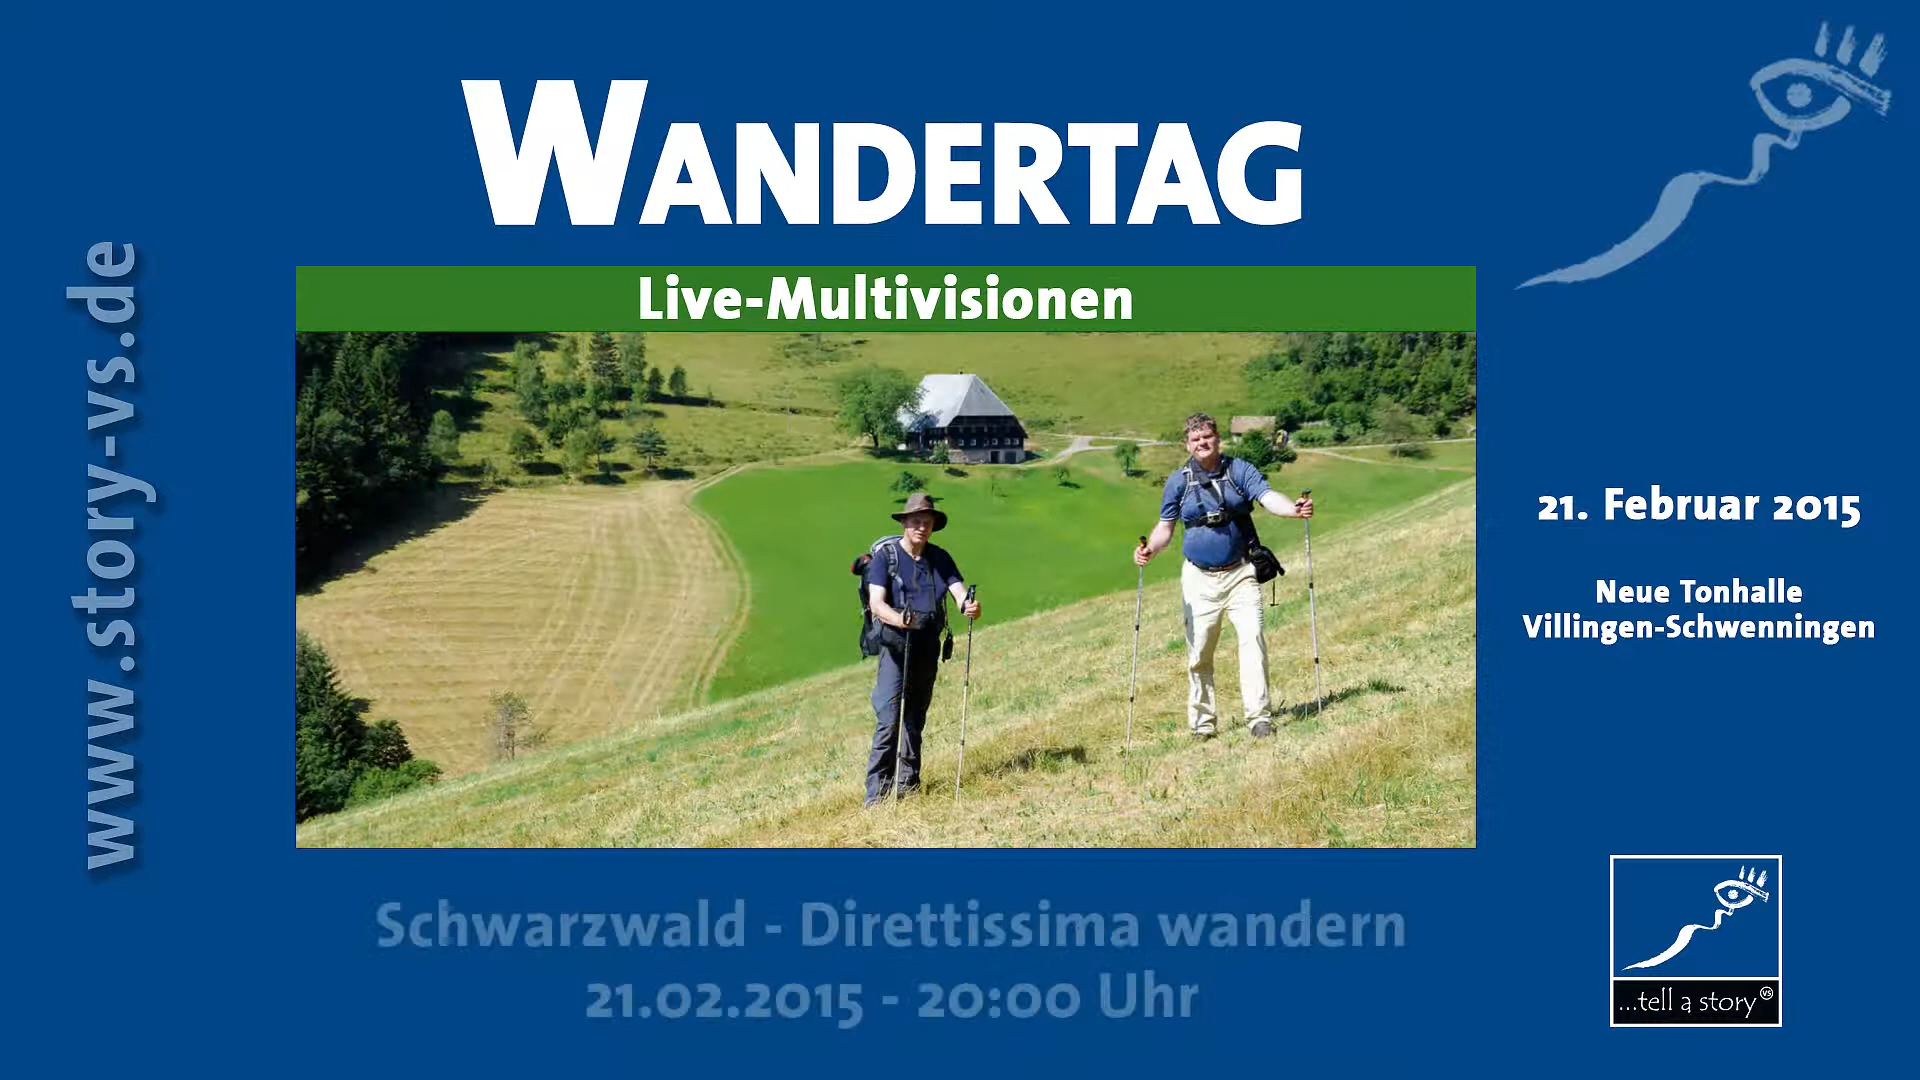 WANDERTAG
Live-Multivisionen
www.story-vs.de
21. Februar 2015
Neue Tonhalle
Villingen-Schwenningen
Schwarzwald - Direttissima wandern
21.02.2015 - 20:00 Uhr
...tell a story VS